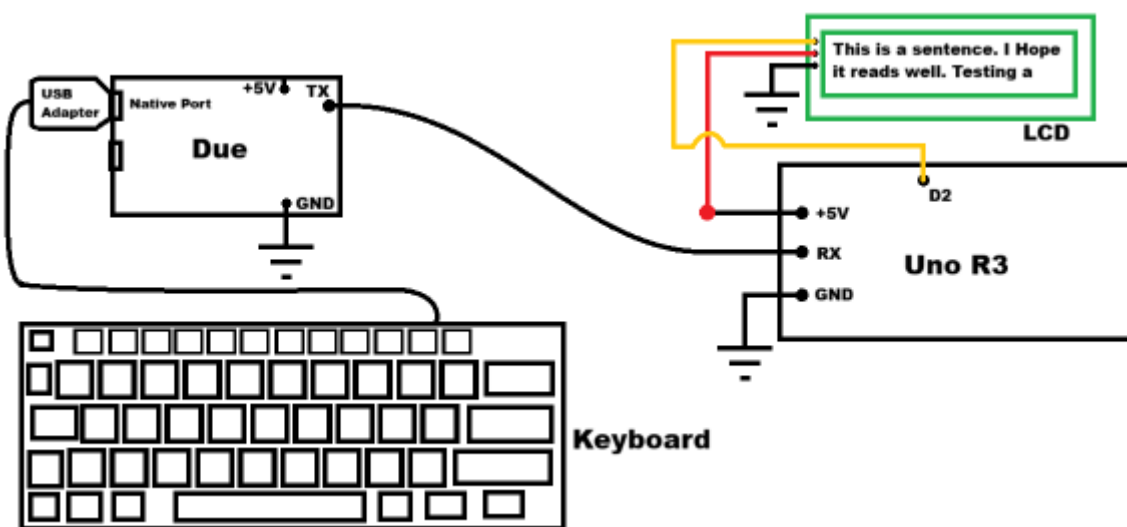 USB
Adapter
Native Port
+5V
TX
Due
GND
This is a sentence. I Hope
it reads well. Testing a
LCD
D2
+5V
RX
Uno R3
GND
Keyboard